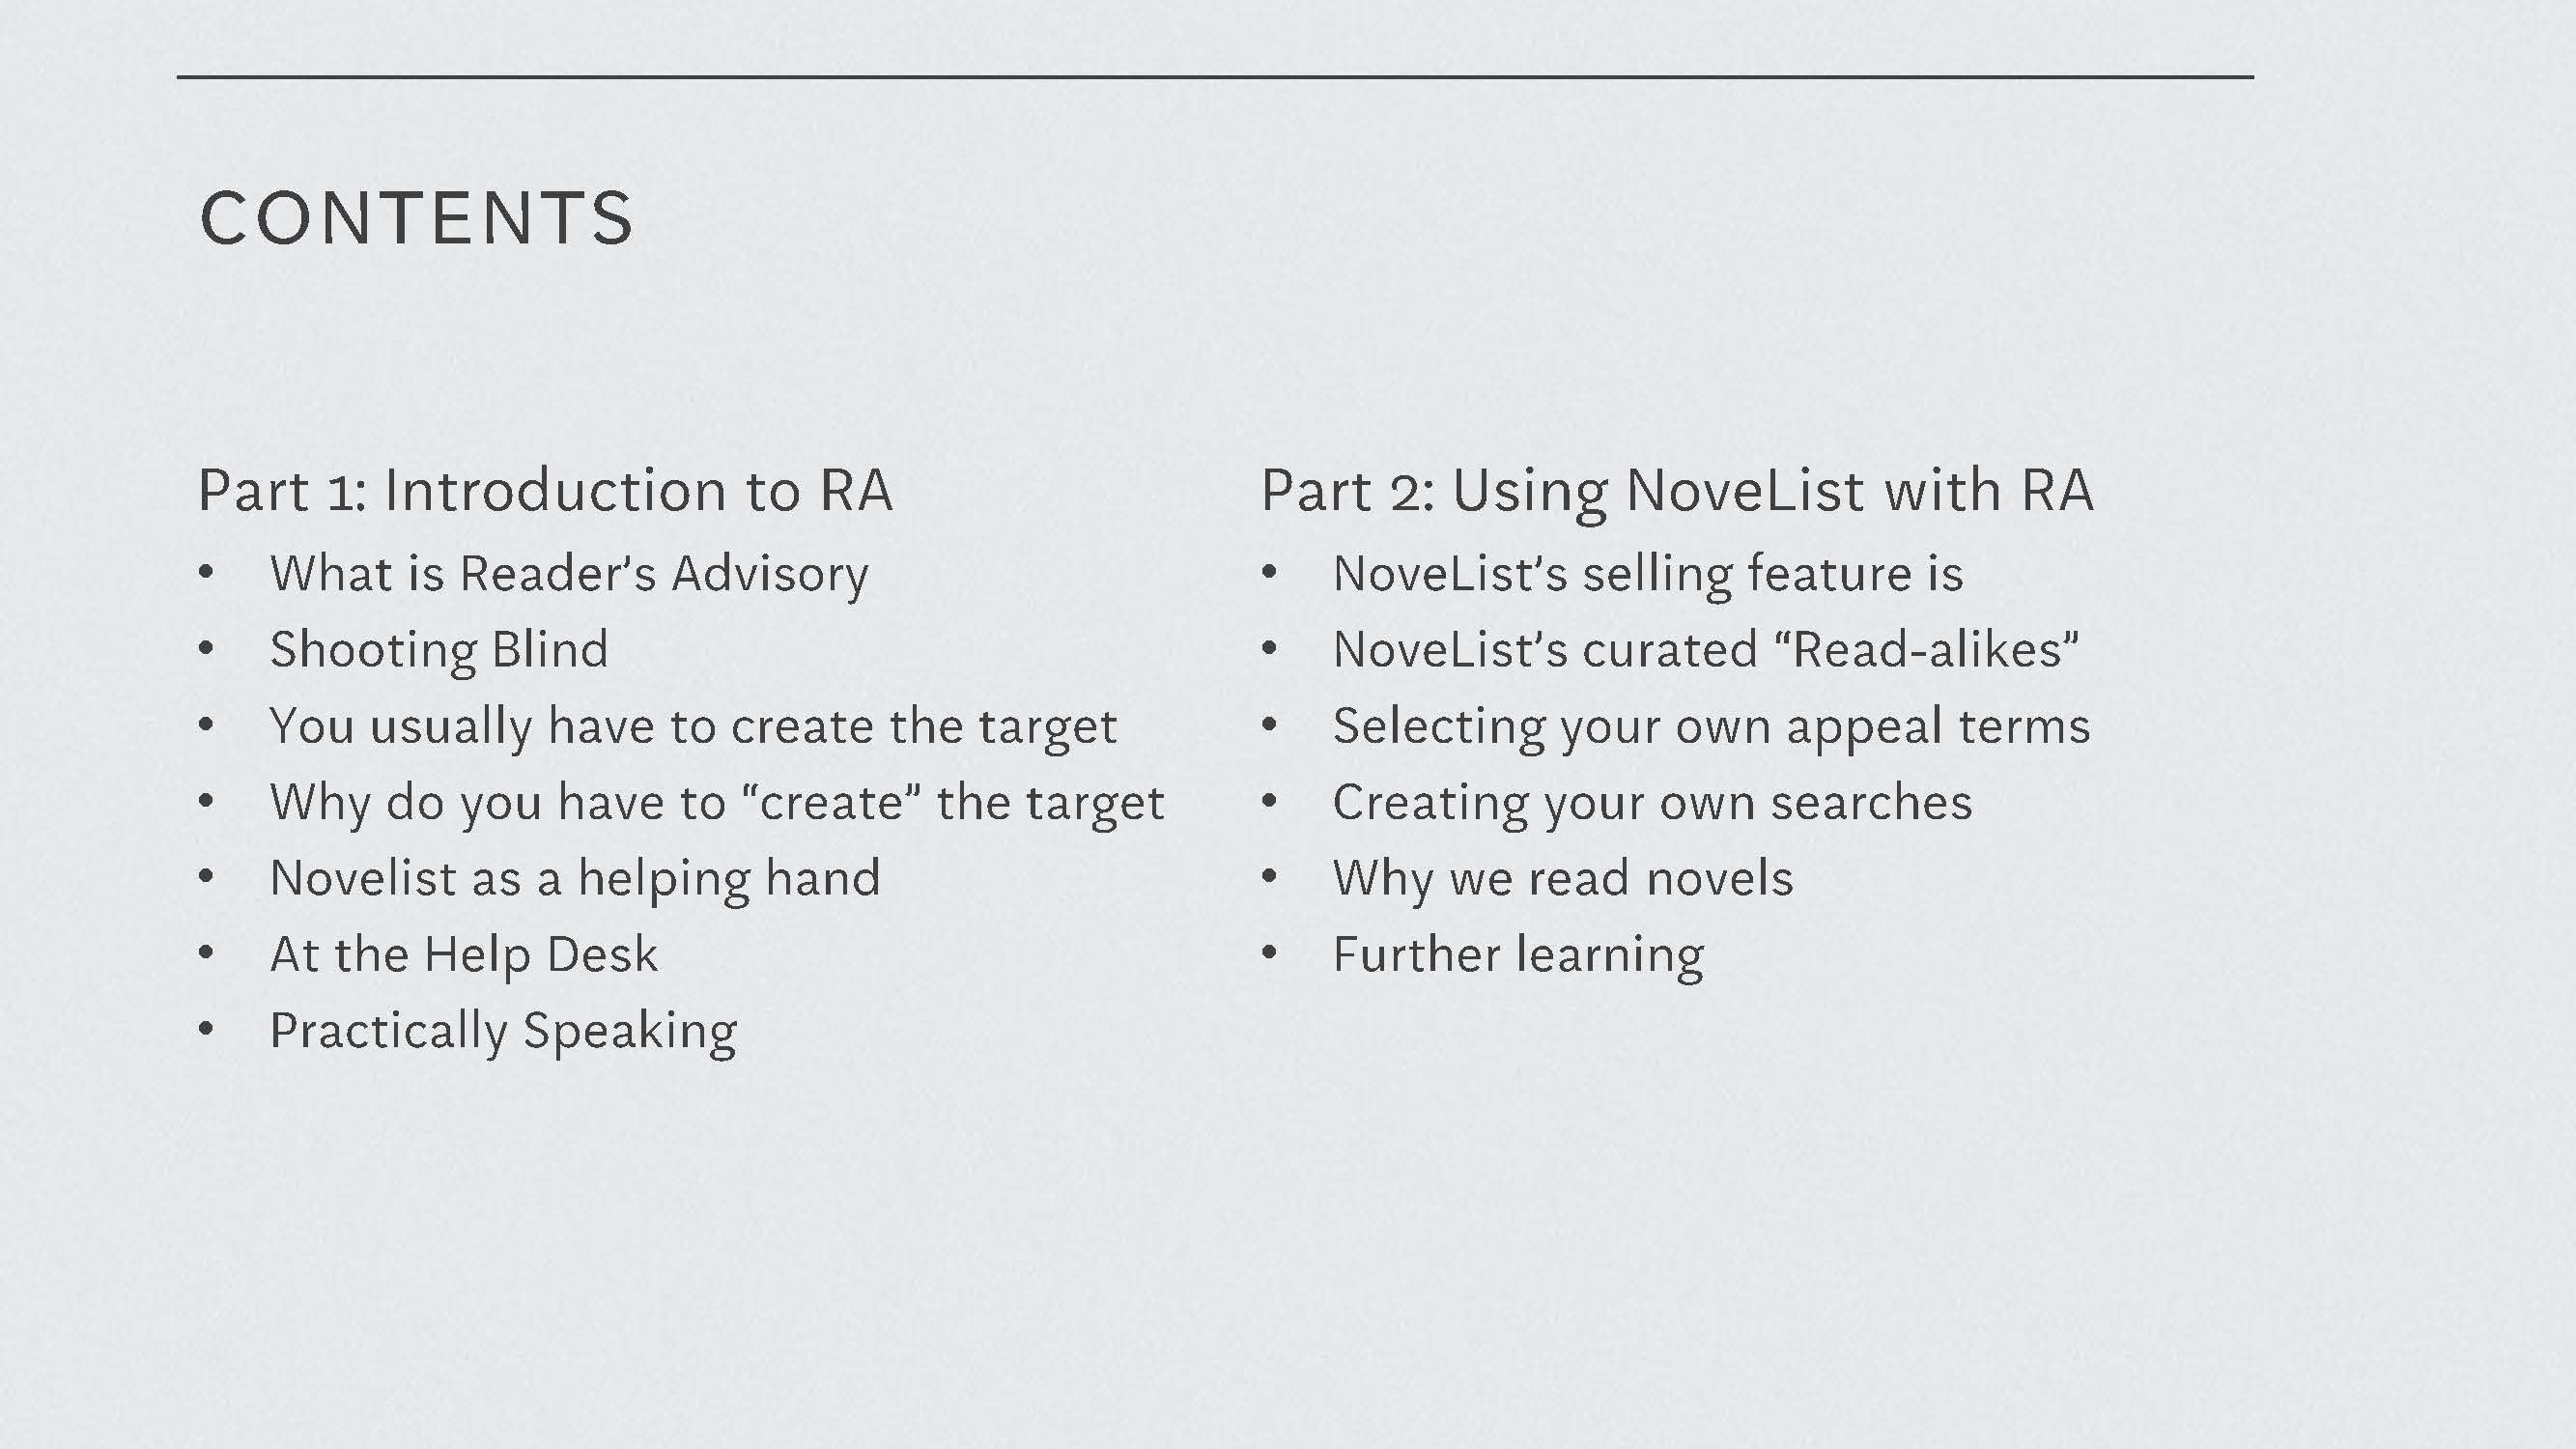 CONTENTS
Part 1: Introduction to RA
• What is Reader’s Advisory
• Shooting Blind
• You usually have to create the target
• Why do you have to “create” the target
• Novelist as a helping hand
• At the Help Desk
• Practically Speaking
Part 2: Using NoveList with RA
• NoveList’s selling feature is
• NoveList’s curated “Read-alikes”
• Selecting your own appeal terms
• Creating your own searches
• Why we read novels
• Further learning